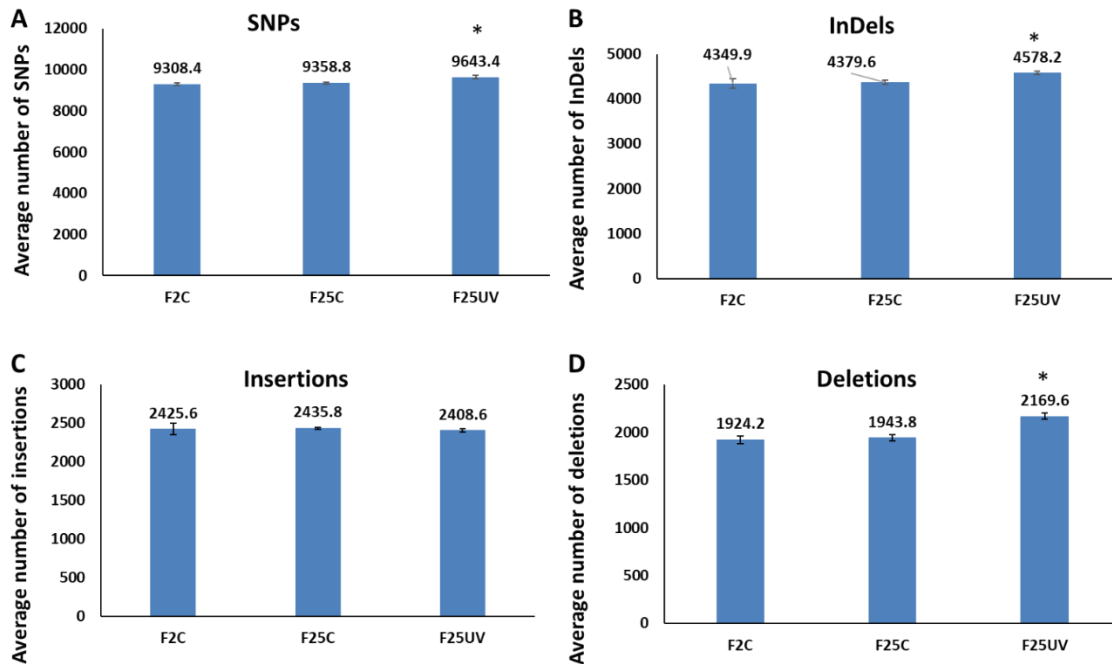 A
SNPs
Average number of SNPs
12000
10000
8000
6000
4000
2000
0
9308.4
9358.8
*
9643.4
F2C
F25C
F25UV
B
InDels
Average number of InDels
5000
4000
3000
2000
1000
0
4349.9
4379.6
*
4578.2
F2C
F25C
F25UV
C
Insertions
Average number of insertions
3000
2500
2000
1500
1000
500
0
2425.6
2435.8
2408.6
F2C
F25C
F25UV
D
Deletions
Average number of deletions
2500
2000
1500
1000
500
0
1924.2
1943.8
*
2169.6
F2C
F25C
F25UV